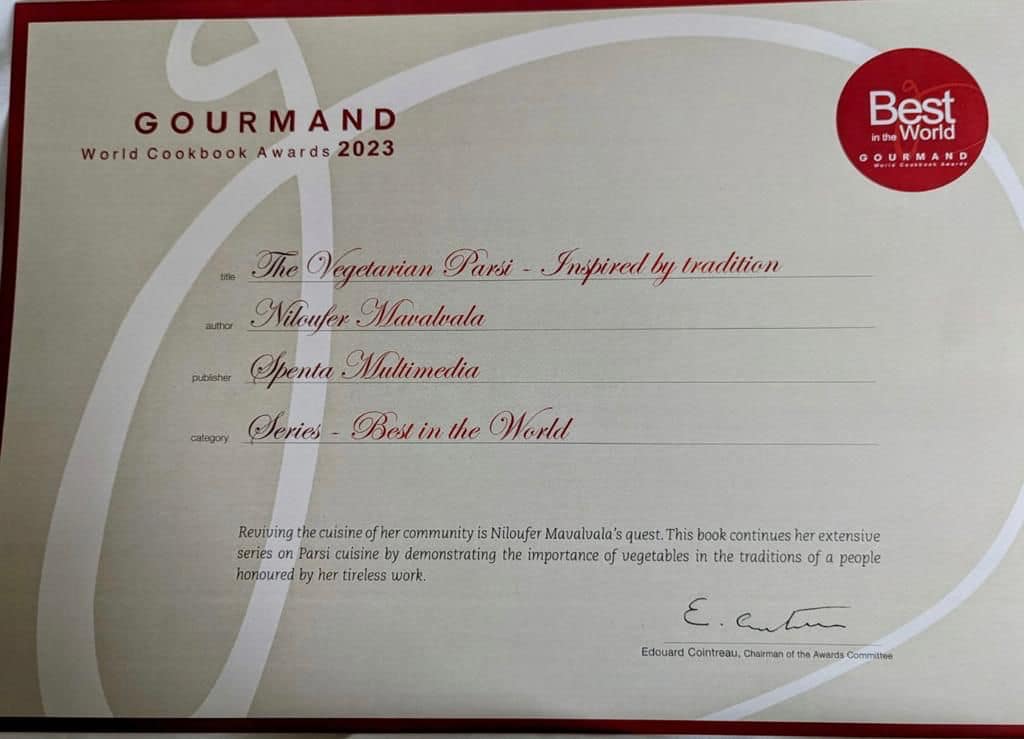 GOURMAND
World Cookbook Awards 2023
Best
in the World
GOURMAND
World Cookbook Awards
title The Vegetarian Parsi - Inspired by tradition
author Niloufer Mavalvala
publisher Spenta Multimedia
category Series - Best in the World
Reviving the cuisine of her community is Niloufer Mavalvala's quest. This book continues her extensive
series on Parsi cuisine by demonstrating the importance of vegetables in the traditions of a people
honoured by her tireless work.
Edouard Cointreau, Chairman of the Awards Committee